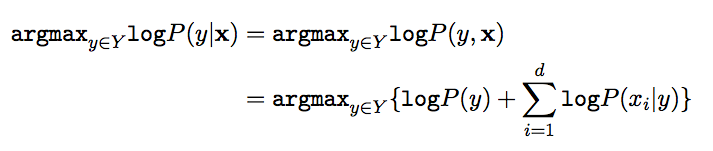 argmax_{y∈Y} log P(y|𝐱) = argmax_{y∈Y} log P(y, 𝐱)
= argmax_{y∈Y} {log P(y) + ∑_{i=1}^{d} log P(x_i|y)}